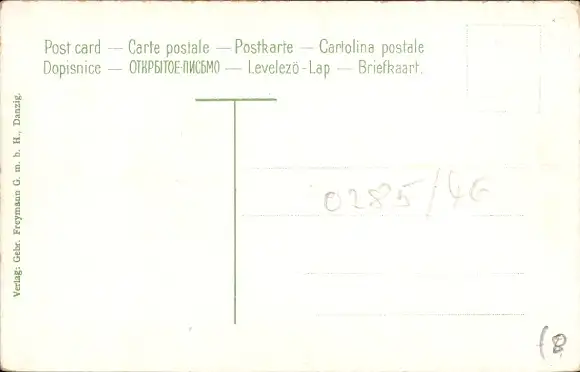 Post card — Carte postale — Postkarte — Cartolina postale
Dopisnice — ОТКРЫТОЕ ПИСЬМО — Levelező-Lap — Briefkaart.
Verlag: Gebr. Freymann G. m. b. H., Danzig.
0285/46